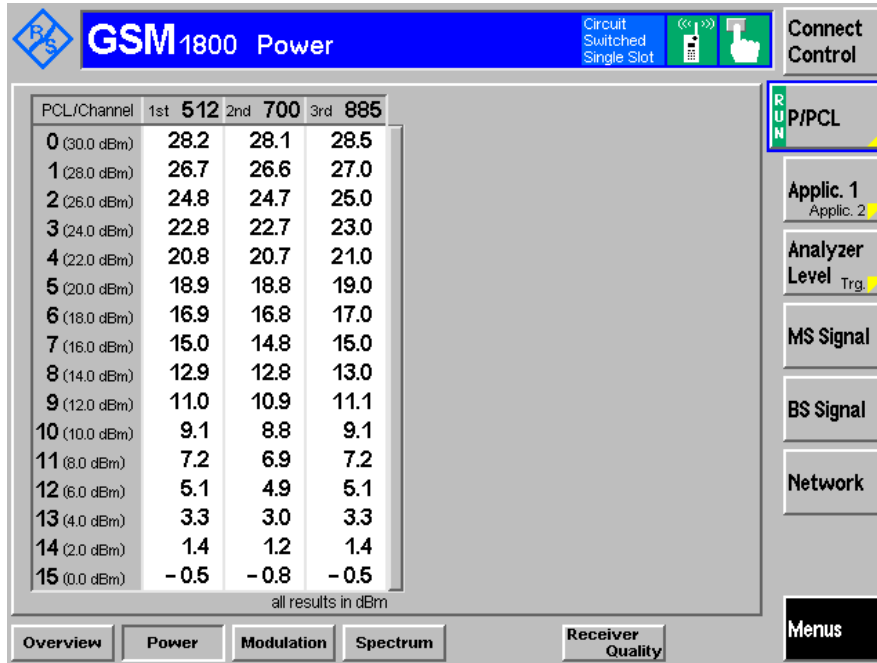 R/S
GSM 1800 Power
Circuit
Switched
Single Slot
Connect
Control
PCL/Channel 1st 512 2nd 700 3rd 885
0 (30.0 dBm) 28.2 28.1 28.5
1 (28.0 dBm) 26.7 26.6 27.0
2 (26.0 dBm) 24.8 24.7 25.0
3 (24.0 dBm) 22.8 22.7 23.0
4 (22.0 dBm) 20.8 20.7 21.0
5 (20.0 dBm) 18.9 18.8 19.0
6 (18.0 dBm) 16.9 16.8 17.0
7 (16.0 dBm) 15.0 14.8 15.0
8 (14.0 dBm) 12.9 12.8 13.0
9 (12.0 dBm) 11.0 10.9 11.1
10 (10.0 dBm) 9.1 8.8 9.1
11 (8.0 dBm) 7.2 6.9 7.2
12 (6.0 dBm) 5.1 4.9 5.1
13 (4.0 dBm) 3.3 3.0 3.3
14 (2.0 dBm) 1.4 1.2 1.4
15 (0.0 dBm) – 0.5 – 0.8 – 0.5
all results in dBm
RUN
P/PCL
Applic. 1
Applic. 2
Analyzer
Level Trg.
MS Signal
BS Signal
Network
Menus
Overview Power Modulation Spectrum
Receiver
Quality